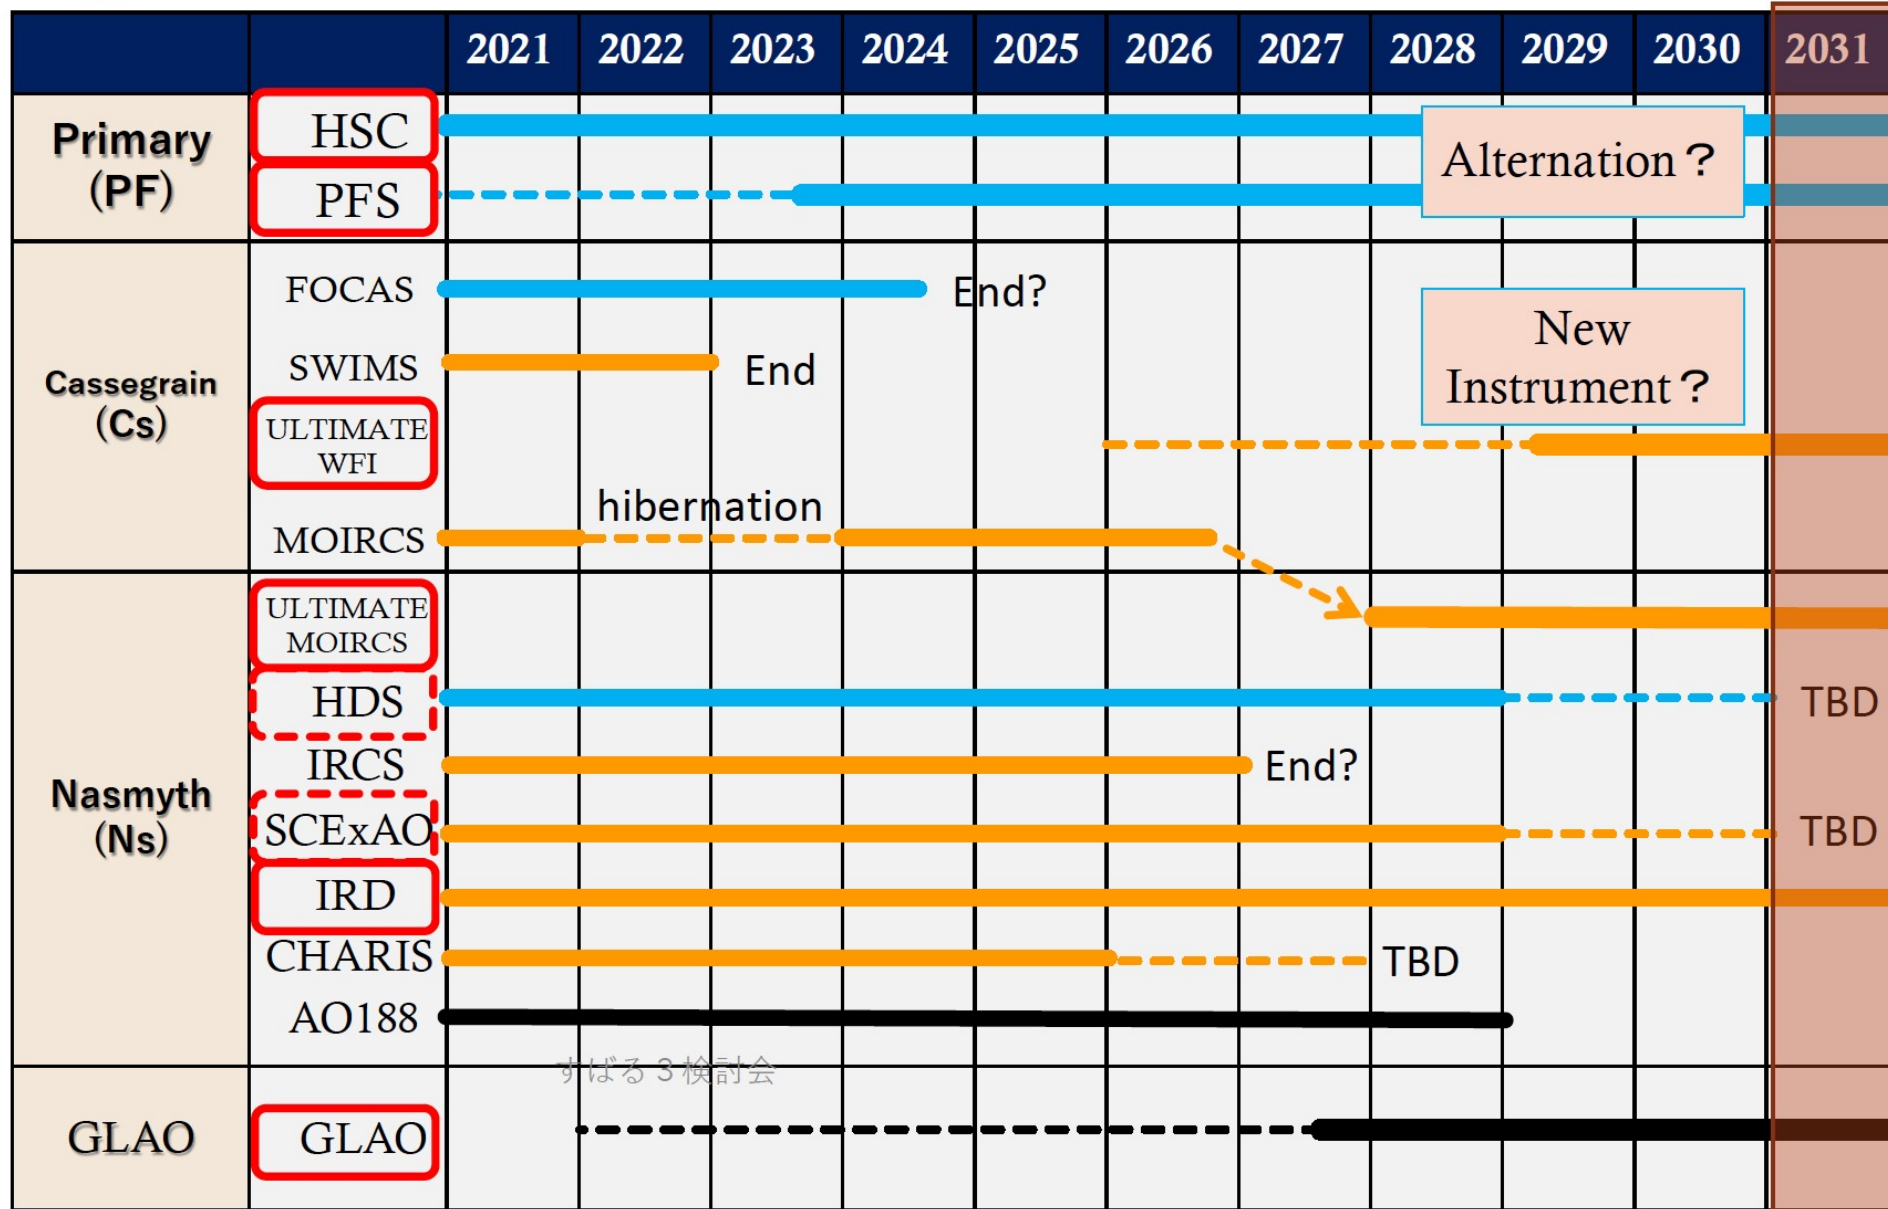 2021 2022 2023 2024 2025 2026 2027 2028 2029 2030 2031
Primary
(PF)
HSC
PFS
Alternation？
Cassegrain
(Cs)
FOCAS
End?
SWIMS
End
ULTIMATE
WFI
New
Instrument？
MOIRCS
hibernation
Nasmyth
(Ns)
ULTIMATE
MOIRCS
HDS
TBD
IRCS
End?
SCExAO
TBD
IRD
CHARIS
TBD
AO188
すばる３検討会
GLAO
GLAO